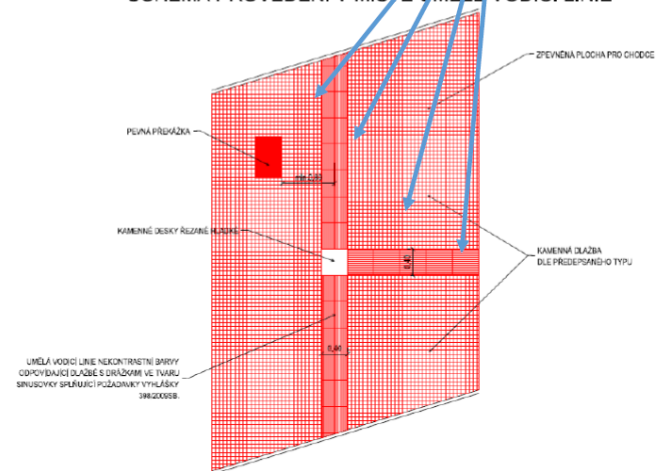 ZPEVNĚNÁ PLOCHA PRO CHODCE
PEVNÁ PŘEKÁŽKA
KAMENNÉ DESKY ŘEZANÉ HLADKÉ
KAMENNÁ DLAŽBA
DLE PŘEDEPSANÉHO TYPU
0,40
0,40
UMĚLÁ VODICÍ LINIE NEKONTRASTNÍ BARVY
ODPOVÍDAJÍCÍ DLAŽBĚ S DRÁŽKAMI VE TVARU
SINUSOVKY SPLŇUJÍCÍ POŽADAVKY VYHLÁŠKY
398/2009SB.